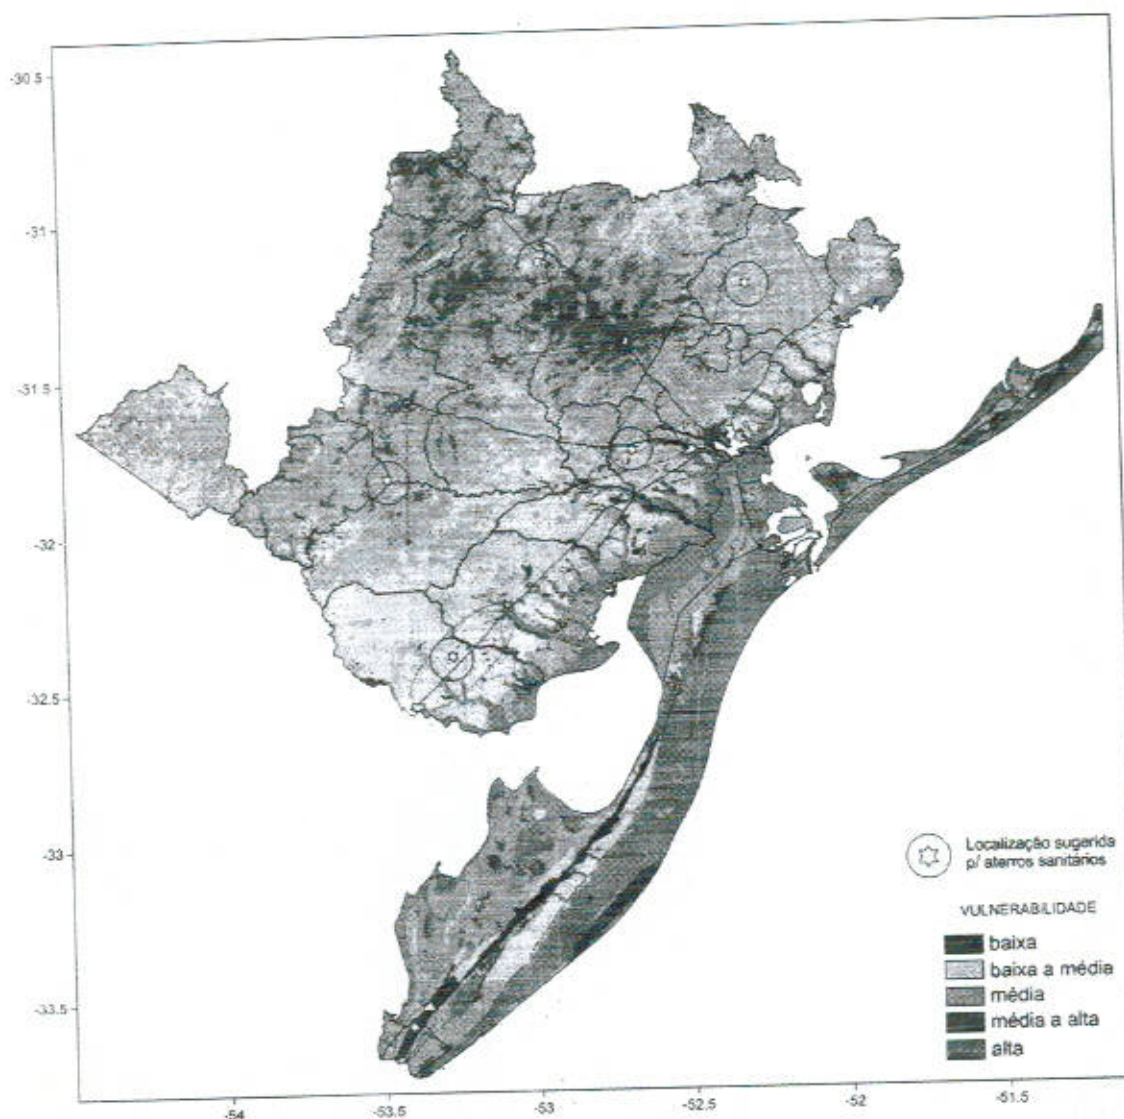 -30.5
-31
-31.5
-32
-32.5
-33
-33.5
-54
-53.5
-53
-52.5
-52
-51.5
Localização sugerida
p/ aterros sanitários
VULNERABILIDADE
baixa
baixa a média
média
média a alta
alta